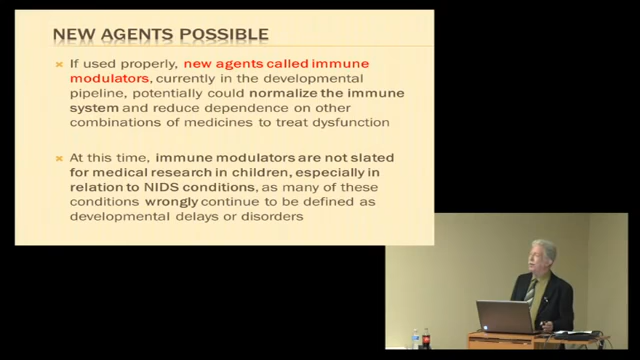 NEW AGENTS POSSIBLE
If used properly, new agents called immune
modulators, currently in the developmental
pipeline, potentially could normalize the immune
system and reduce dependence on other
combinations of medicines to treat dysfunction
At this time, immune modulators are not slated
for medical research in children, especially in
relation to NIDS conditions, as many of these
conditions wrongly continue to be defined as
developmental delays or disorders